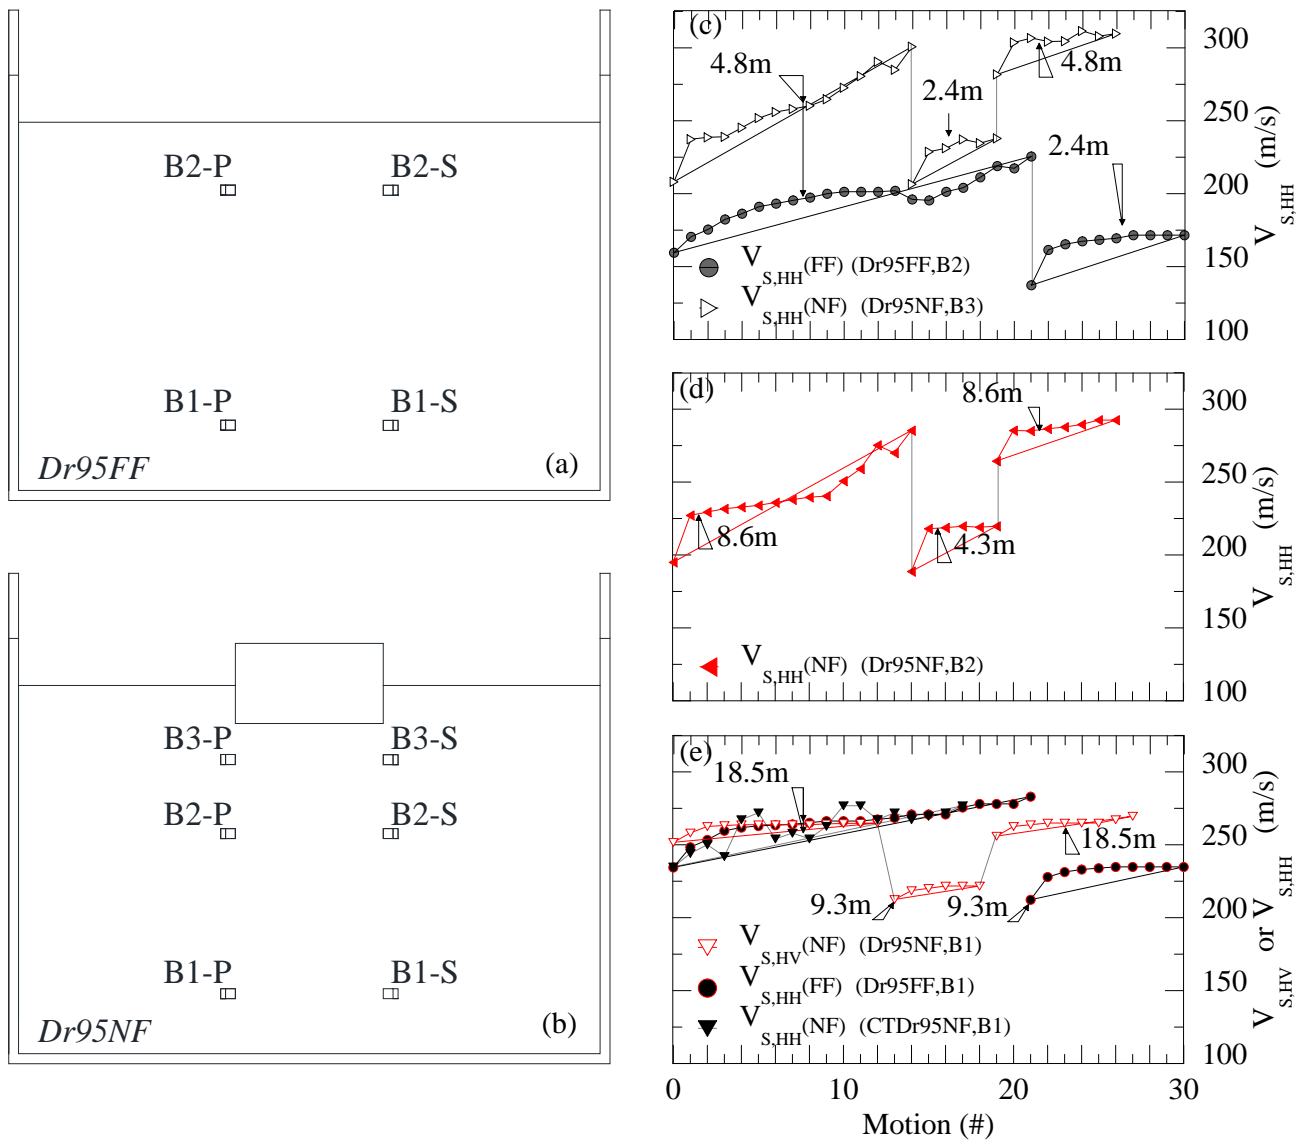 B2-P B2-S
B1-P B1-S
Dr95FF (a)
B3-P B3-S
B2-P B2-S
B1-P B1-S
Dr95NF (b)
(c)
4.8m
2.4m
4.8m
2.4m
V_S,HH(FF) (Dr95FF,B2)
V_S,HH(NF) (Dr95NF,B3)
300
250
200
150
100
V_S,HH (m/s)
(d)
8.6m
8.6m
4.3m
V_S,HH(NF) (Dr95NF,B2)
300
250
200
150
100
V_S,HH (m/s)
(e)
18.5m
18.5m
9.3m 9.3m
V_S,HV(NF) (Dr95NF,B1)
V_S,HH(FF) (Dr95FF,B1)
V_S,HH(NF) (CTDr95NF,B1)
300
250
200
150
100
V_S,HV or V_S,HH (m/s)
0 10 20 30
Motion (#)